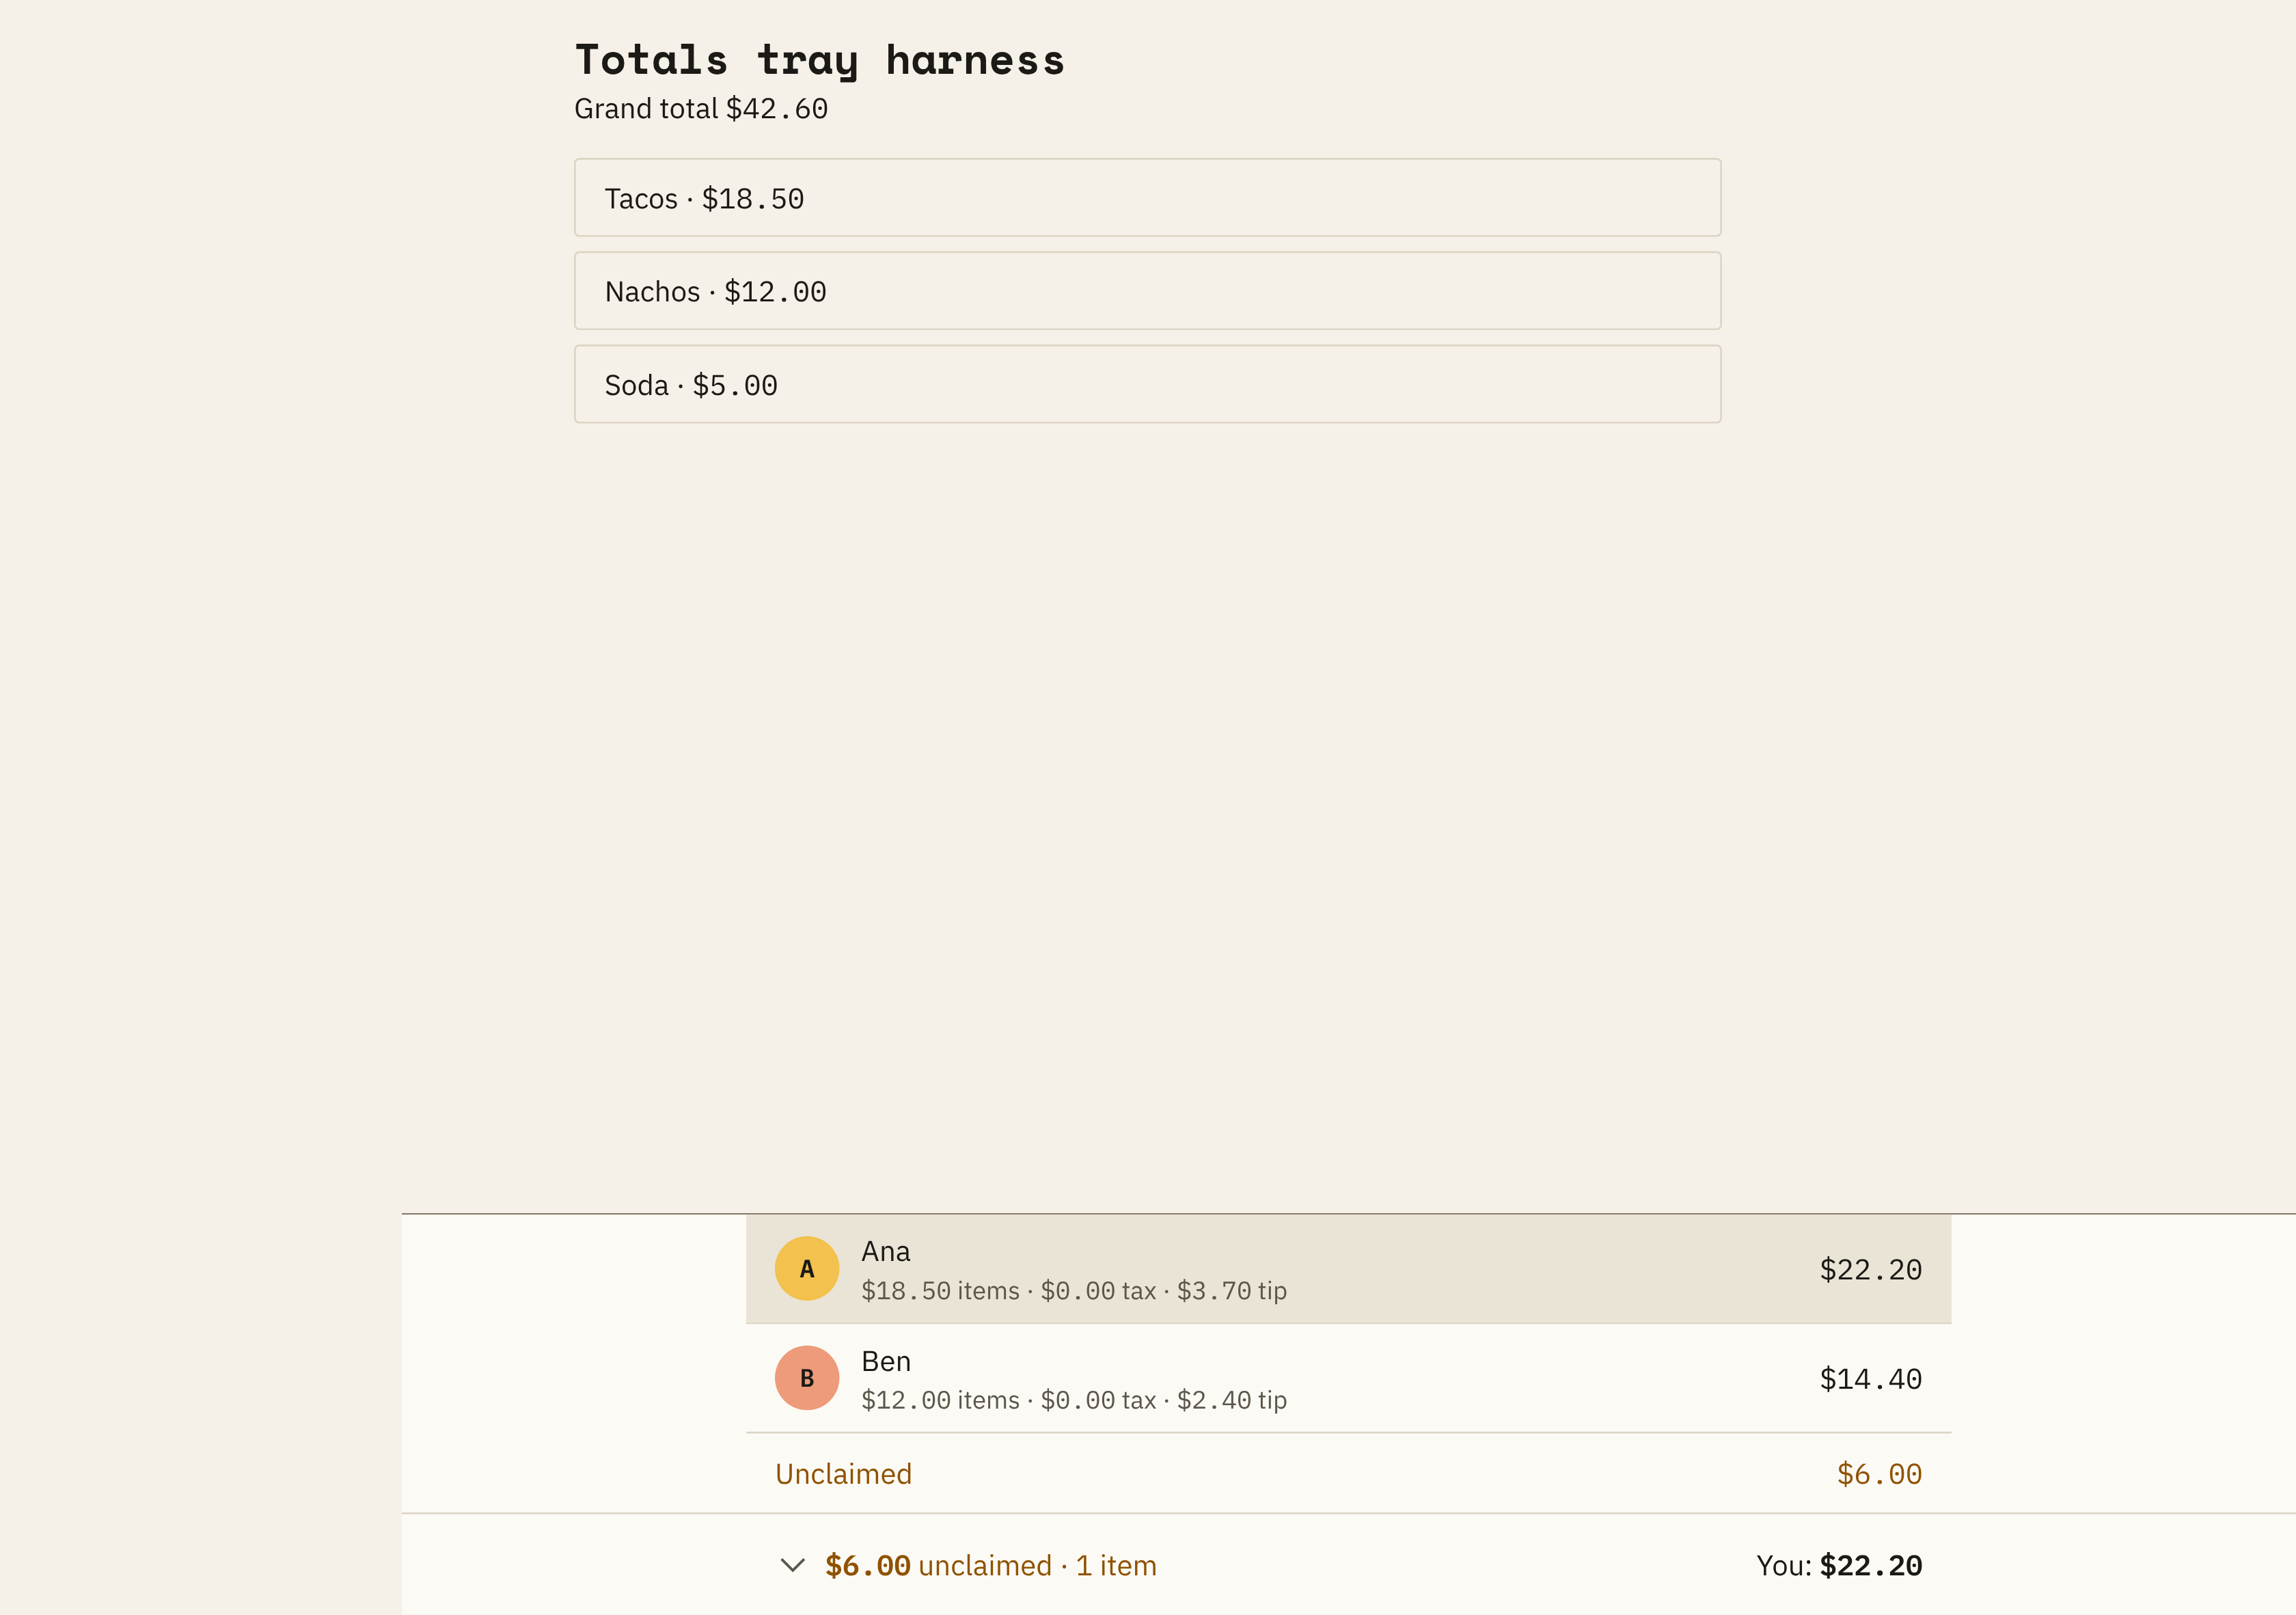 Totals tray harness
Grand total $42.60
Tacos · $18.50
Nachos · $12.00
Soda · $5.00
A
Ana
$18.50 items · $0.00 tax · $3.70 tip
$22.20
B
Ben
$12.00 items · $0.00 tax · $2.40 tip
$14.40
Unclaimed
$6.00
$6.00 unclaimed · 1 item
You: $22.20